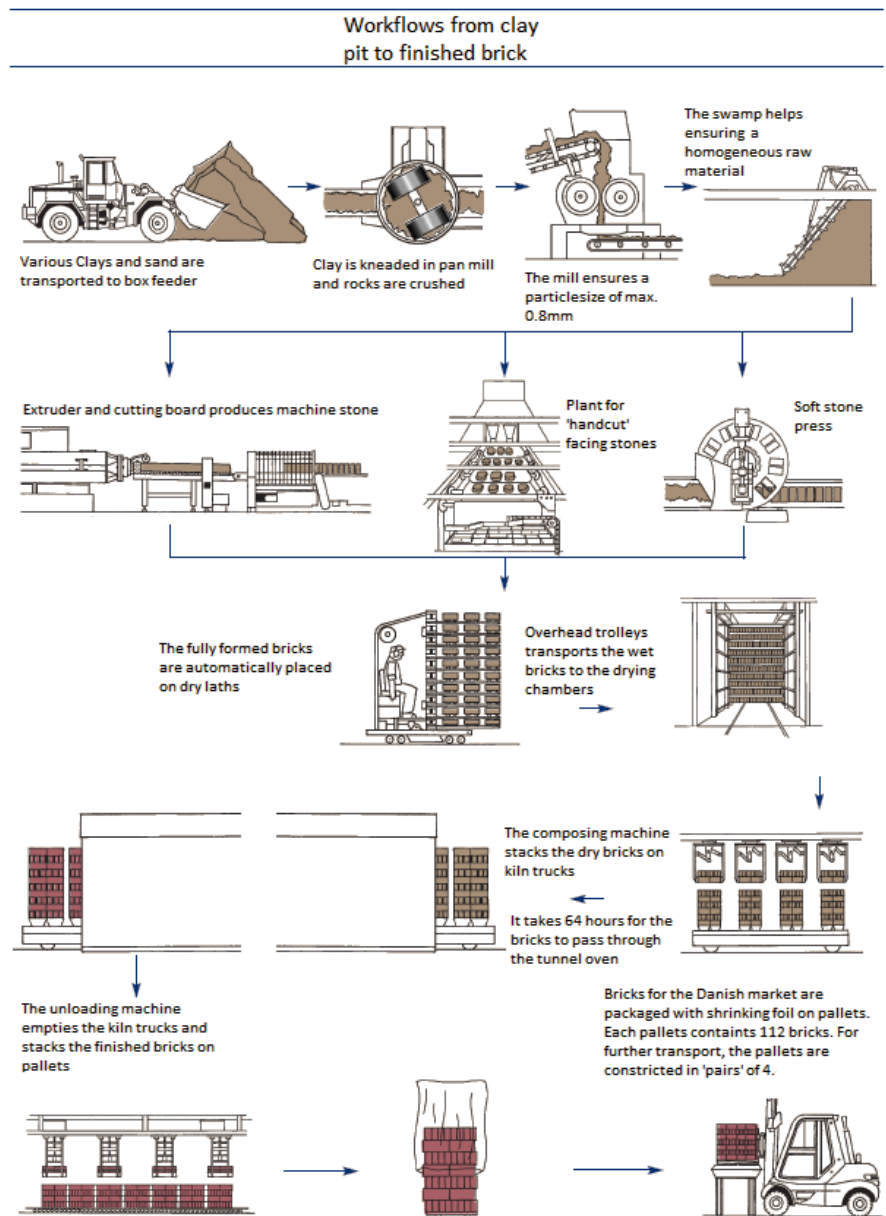 Workflows from clay
pit to finished brick
The swamp helps
ensuring a
homogeneous raw
material
Various Clays and sand are
transported to box feeder
Clay is kneaded in pan mill
and rocks are crushed
The mill ensures a
particlesize of max.
0.8mm
Extruder and cutting board produces machine stone
Plant for
'handcut'
facing stones
Soft stone
press
The fully formed bricks
are automatically placed
on dry laths
Overhead trolleys
transports the wet
bricks to the drying
chambers
The composing machine
stacks the dry bricks on
kiln trucks
It takes 64 hours for the
bricks to pass through
the tunnel oven
The unloading machine
empties the kiln trucks and
stacks the finished bricks on
pallets
Bricks for the Danish market are
packaged with shrinking foil on pallets.
Each pallets containts 112 bricks. For
further transport, the pallets are
constricted in 'pairs' of 4.